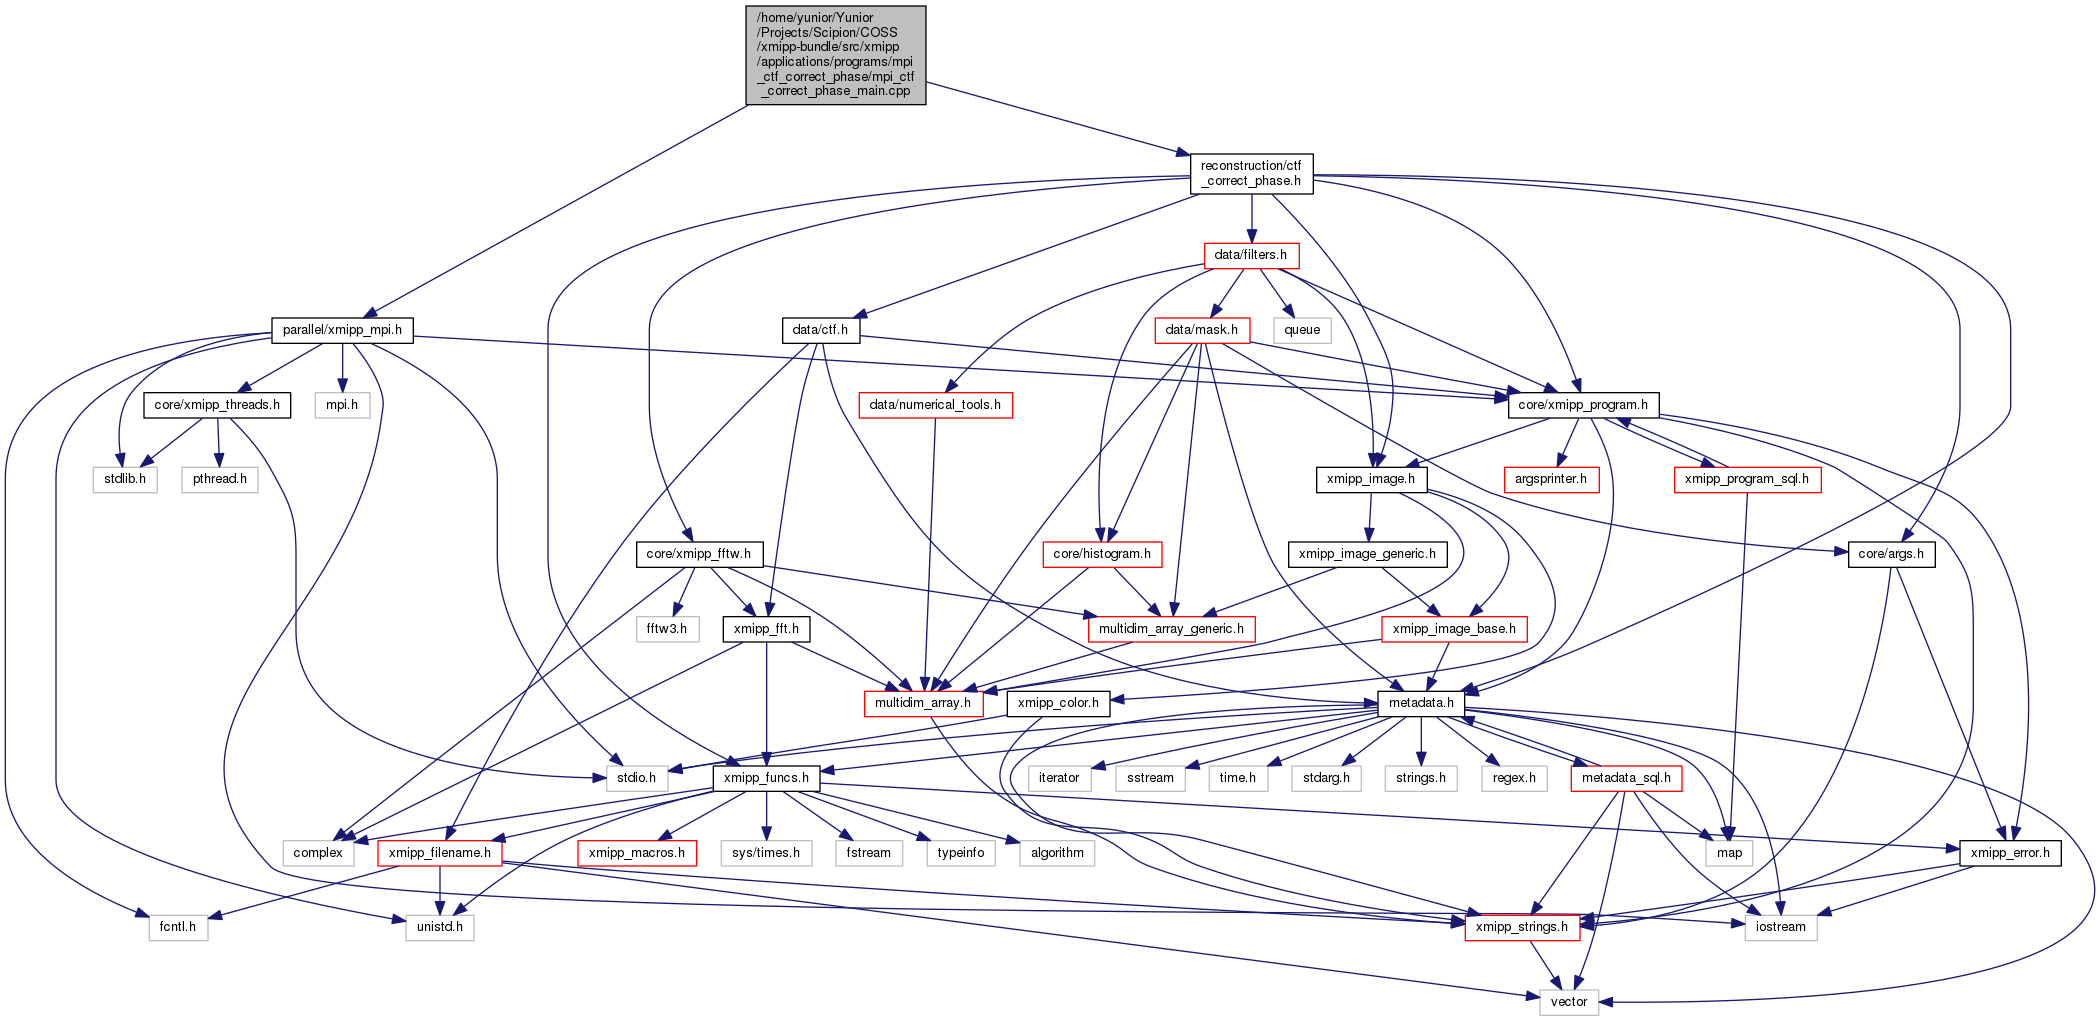 /home/yunior/Yunior
/Projects/Scipion/COSS
/xmipp-bundle/src/xmipp
/applications/programs/mpi
_ctf_correct_phase/mpi_ctf
_correct_phase_main.cpp
reconstruction/ctf
_correct_phase.h
data/filters.h
parallel/xmipp_mpi.h
data/ctf.h
data/mask.h
queue
core/xmipp_threads.h
mpi.h
data/numerical_tools.h
core/xmipp_program.h
stdlib.h
pthread.h
xmipp_image.h
argsprinter.h
xmipp_program_sql.h
core/xmipp_fftw.h
core/histogram.h
xmipp_image_generic.h
core/args.h
fftw3.h
xmipp_fft.h
multidim_array_generic.h
xmipp_image_base.h
multidim_array.h
xmipp_color.h
metadata.h
stdio.h
xmipp_funcs.h
iterator
sstream
time.h
stdarg.h
strings.h
regex.h
metadata_sql.h
complex
xmipp_filename.h
xmipp_macros.h
sys/times.h
fstream
typeinfo
algorithm
map
xmipp_error.h
fcntl.h
unistd.h
xmipp_strings.h
iostream
vector